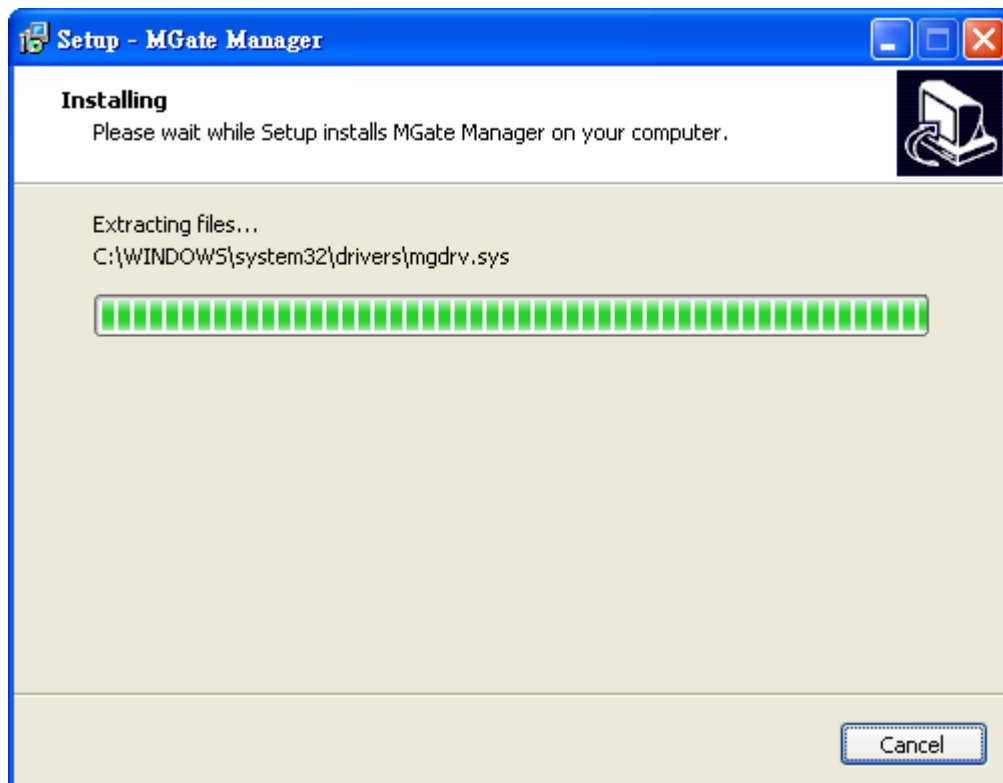 Setup - MGate Manager
Installing
Please wait while Setup installs MGate Manager on your computer.
Extracting files...
C:\WINDOWS\system32\drivers\mgdrv.sys
Cancel